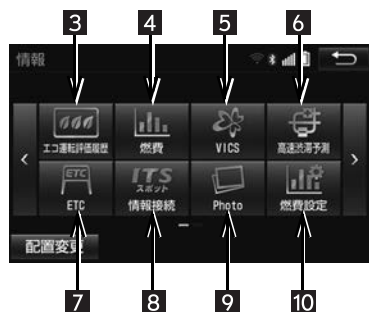 3 4 5 6
情報
エコ運転評価履歴 燃費 VICS 高速渋滞予測
ETC ITS
スポット
ETC 情報接続 Photo 燃費設定
配置変更
7 8 9 10